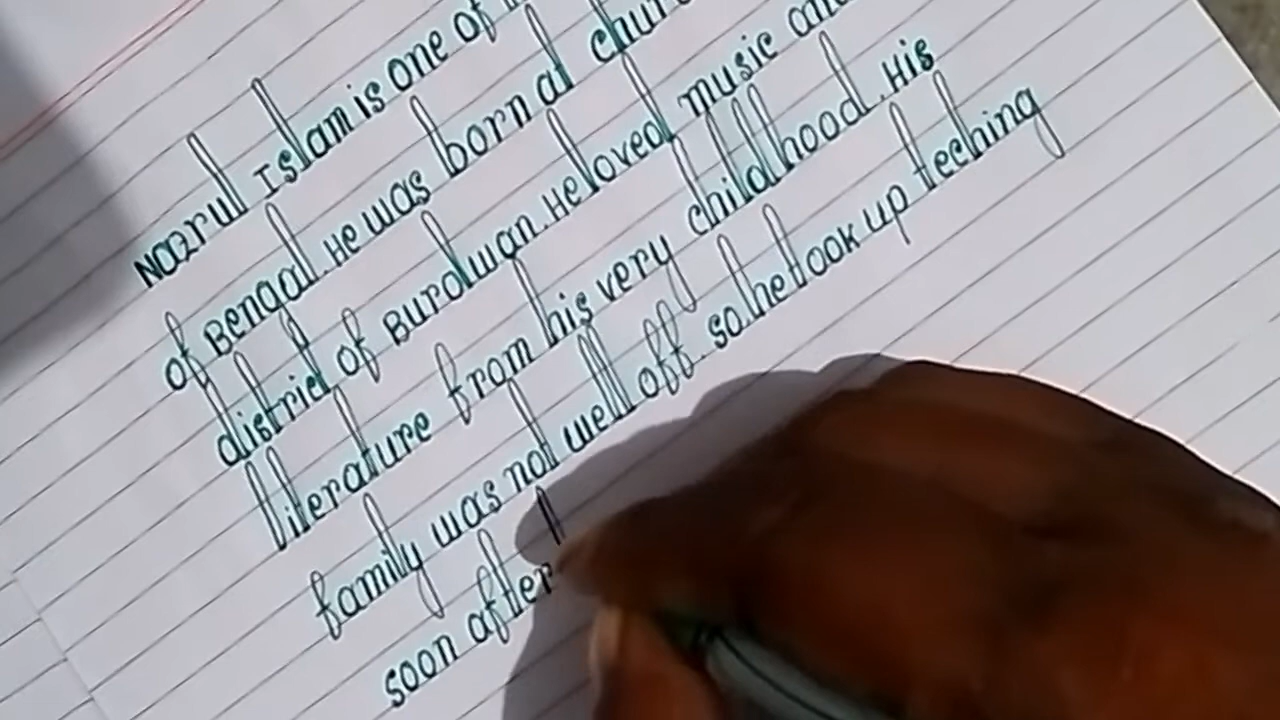 Nazrul Islam is one of
of Bengal. He was born at
district of Burdwan. He loved music and
literature from his very childhood. His
family was not well off. so he took up teching
soon after